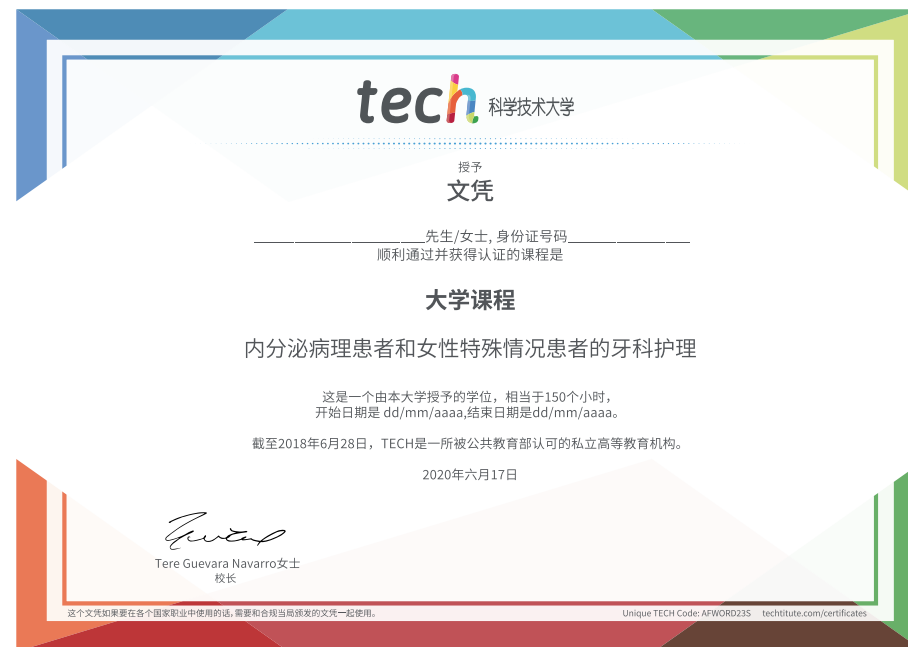 tech 科学技术大学
授予
文凭
________________________先生/女士, 身份证号码_________________
顺利通过并获得认证的课程是
大学课程
内分泌病理患者和女性特殊情况患者的牙科护理
这是一个由本大学授予的学位，相当于150个小时，
开始日期是 dd/mm/aaaa,结束日期是dd/mm/aaaa。
截至2018年6月28日，TECH是一所被公共教育部认可的私立高等教育机构。
2020年六月17日
Tere Guevara Navarro女士
校长
这个文凭如果要在各个国家职业中使用的话,需要和合规当局颁发的文凭一起使用。
Unique TECH Code: AFWORD23S techtitute.com/certificates